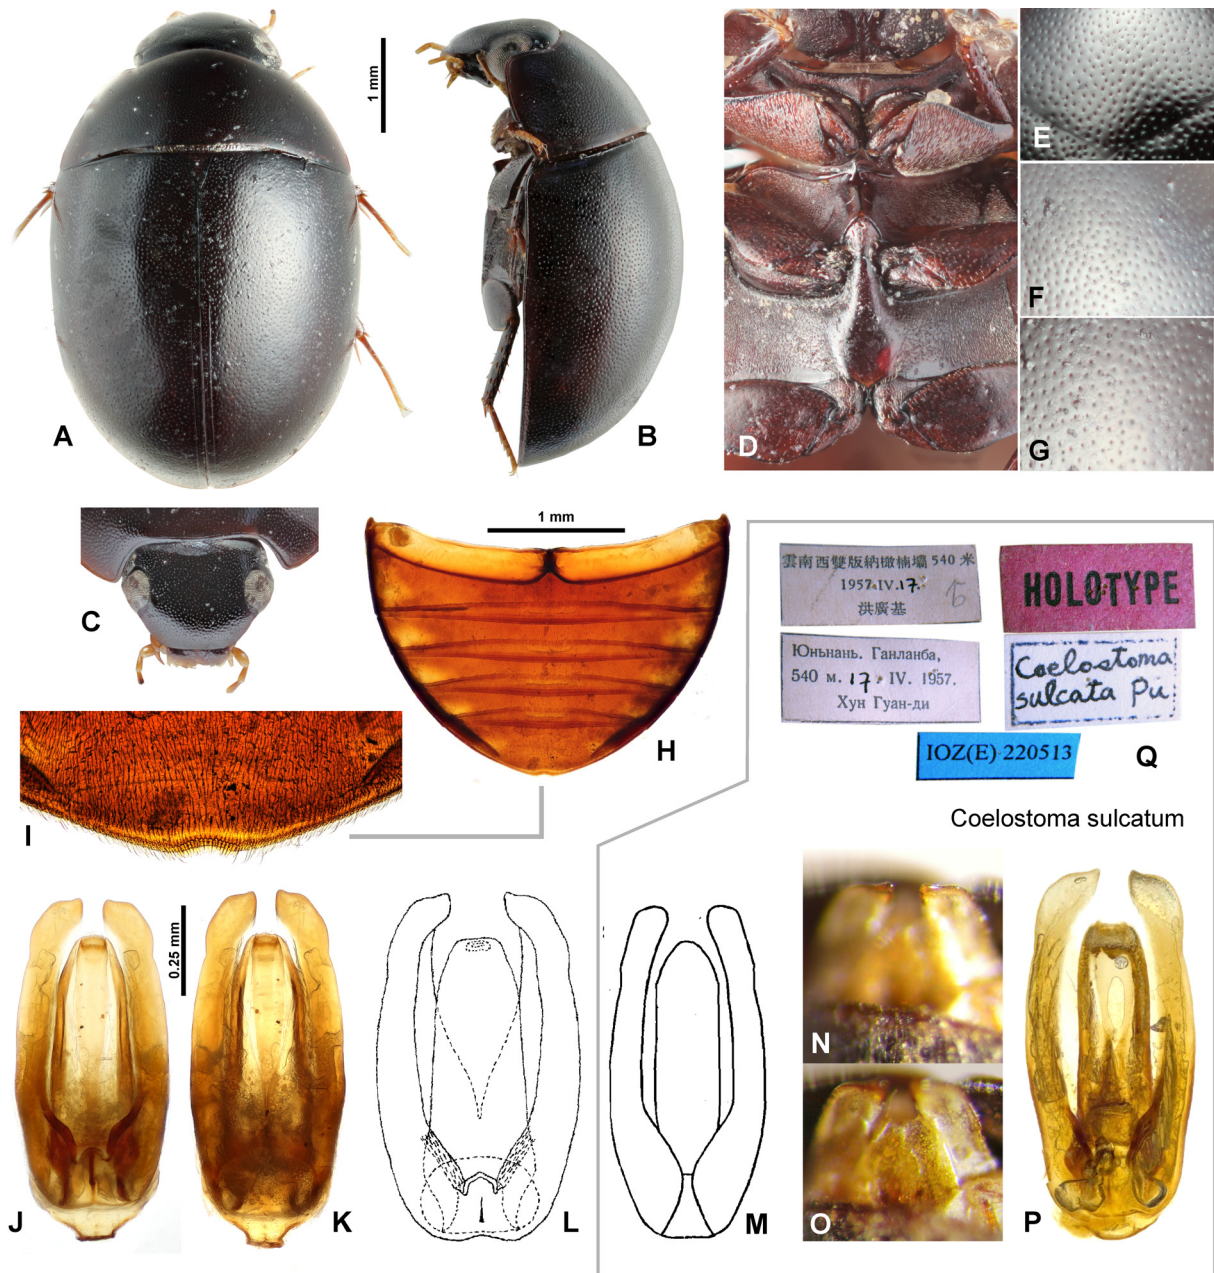 A
1 mm
B
D
E
F
G
C
1 mm
H
I
雲南西雙版納橄楠壩 540 米
1957.IV.17.
洪廣基
HOLOTYPE
Юньнань. Ганланба,
540 м. 17. IV. 1957.
Хун Гуан-ди
Coelostoma
sulcata Pu
IOZ(E) 220513
Q
Coelostoma sulcatum
J
0.25 mm
K
L
M
N
O
P